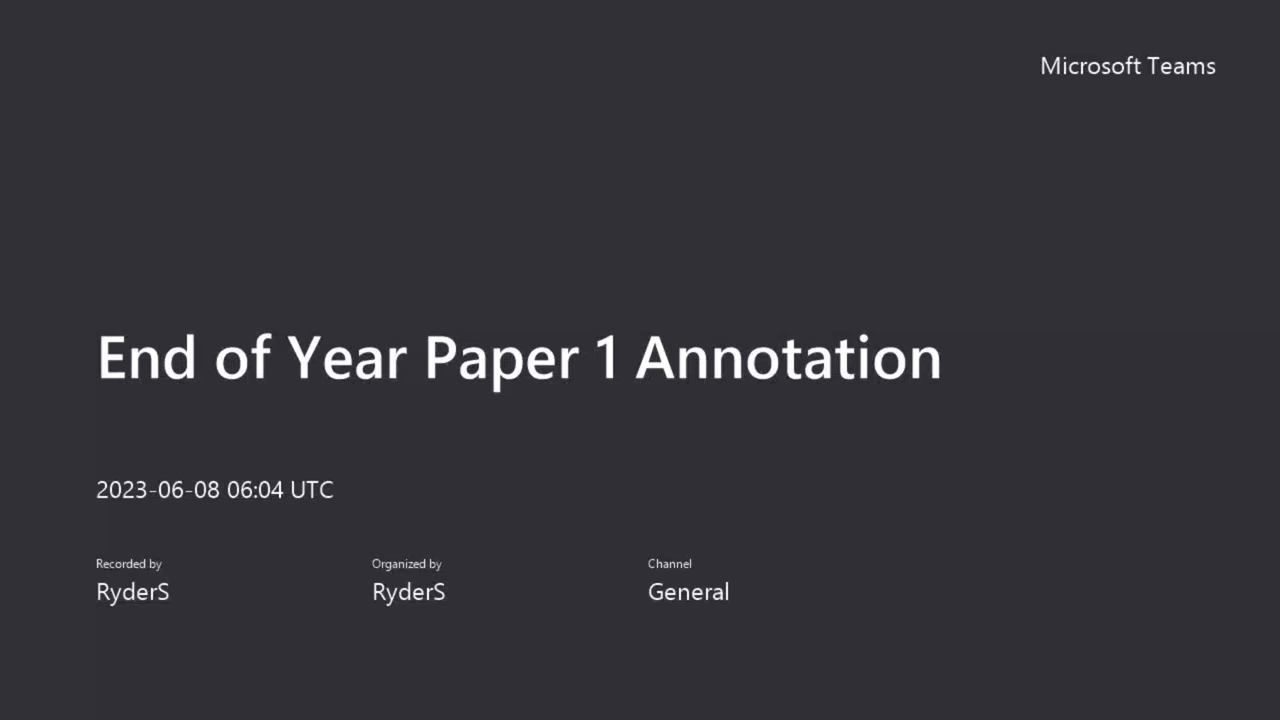 Microsoft Teams
End of Year Paper 1 Annotation
2023-06-08 06:04 UTC
Recorded by
RyderS
Organized by
RyderS
Channel
General